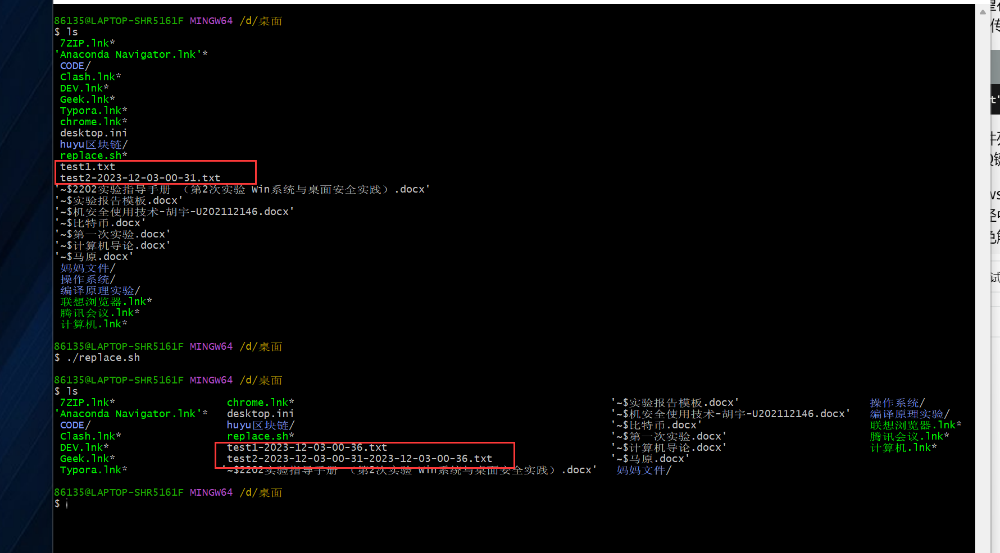 86135@LAPTOP-SHR5161F MINGW64 /d/桌面
$ ls
7ZIP.lnk*
'Anaconda Navigator.lnk'*
CODE/
Clash.lnk*
DEV.lnk*
Geek.lnk*
Typora.lnk*
chrome.lnk*
desktop.ini
huyu区块链/
replace.sh*
test1.txt
test2-2023-12-03-00-31.txt
'~$2202实验指导手册 （第2次实验 Win系统与桌面安全实践）.docx'
'~$实验报告模板.docx'
'~$机安全使用技术-胡宇-U202112146.docx'
'~$比特币.docx'
'~$第一次实验.docx'
'~$计算机导论.docx'
'~$马原.docx'
妈妈文件/
操作系统/
编译原理实验/
联想浏览器.lnk*
腾讯会议.lnk*
计算机.lnk*
86135@LAPTOP-SHR5161F MINGW64 /d/桌面
$ ./replace.sh
86135@LAPTOP-SHR5161F MINGW64 /d/桌面
$ ls
7ZIP.lnk* chrome.lnk* '~$实验报告模板.docx' 操作系统/
'Anaconda Navigator.lnk'* desktop.ini '~$机安全使用技术-胡宇-U202112146.docx' 编译原理实验/
CODE/ huyu区块链/ '~$比特币.docx' 联想浏览器.lnk*
Clash.lnk* replace.sh* '~$第一次实验.docx' 腾讯会议.lnk*
DEV.lnk* test1-2023-12-03-00-36.txt '~$计算机导论.docx' 计算机.lnk*
Geek.lnk* test2-2023-12-03-00-31-2023-12-03-00-36.txt '~$马原.docx'
Typora.lnk* '~$2202实验指导手册 （第2次实验 Win系统与桌面安全实践）.docx' 妈妈文件/
86135@LAPTOP-SHR5161F MINGW64 /d/桌面
$